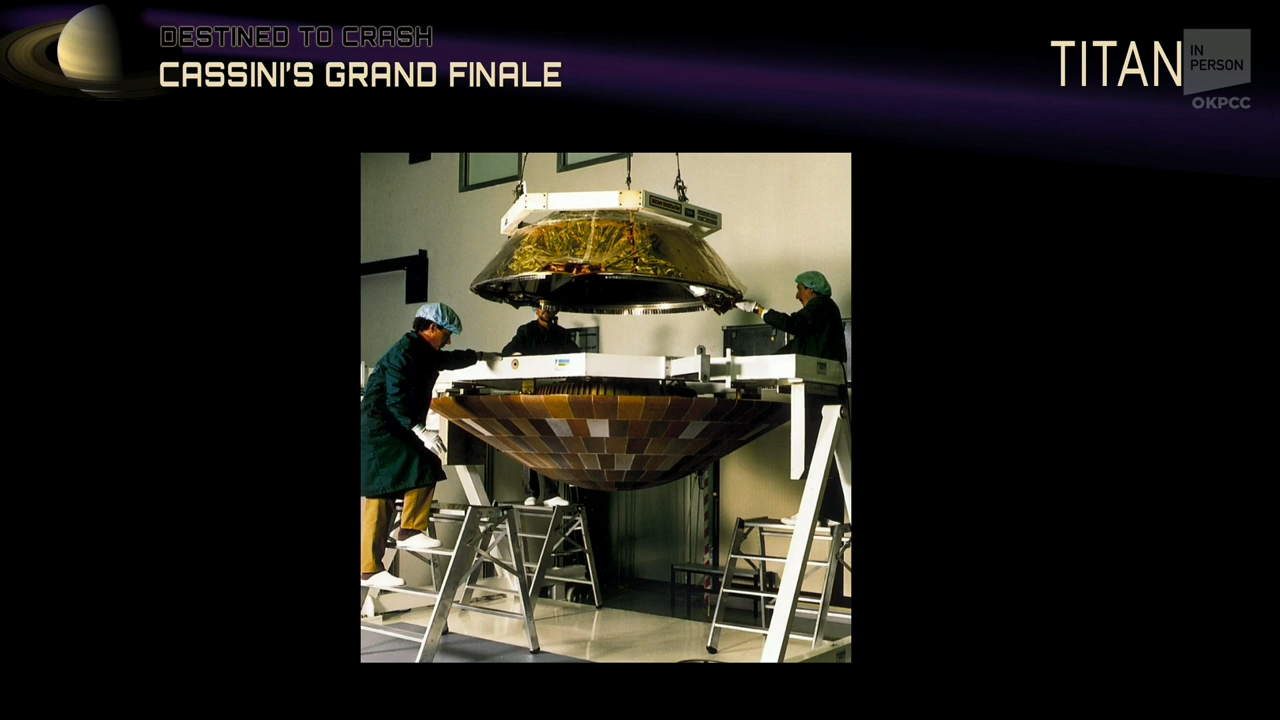 DESTINED TO CRASH
CASSINI'S GRAND FINALE
TITAN
IN
PERSON
OKPCC